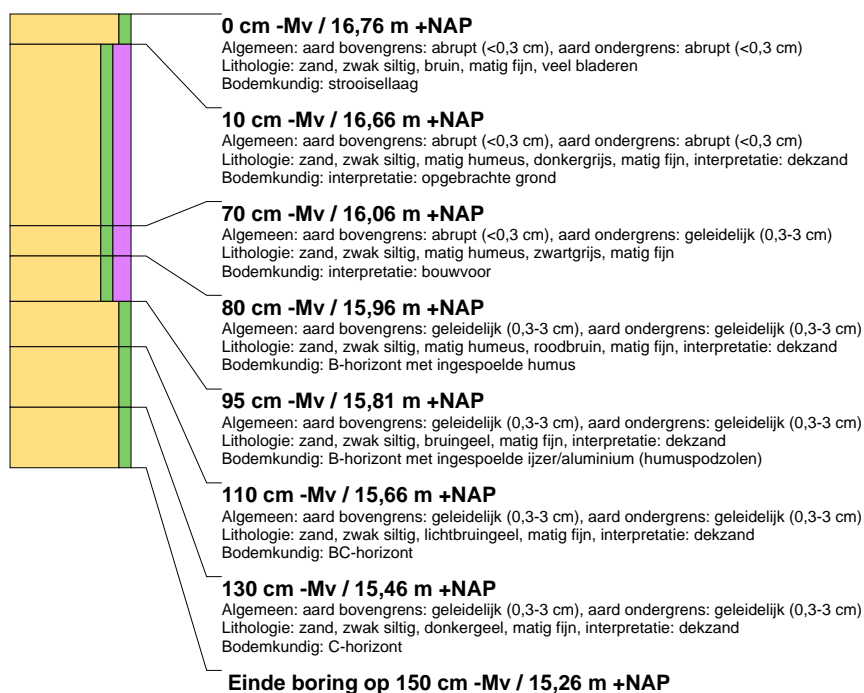 0 cm -Mv / 16,76 m +NAP
Algemeen: aard bovengrens: abrupt (<0,3 cm), aard ondergrens: abrupt (<0,3 cm)
Lithologie: zand, zwak siltig, bruin, matig fijn, veel bladeren
Bodemkundig: strooisellaag
10 cm -Mv / 16,66 m +NAP
Algemeen: aard bovengrens: abrupt (<0,3 cm), aard ondergrens: abrupt (<0,3 cm)
Lithologie: zand, zwak siltig, matig humeus, donkergrijs, matig fijn, interpretatie: dekzand
Bodemkundig: interpretatie: opgebrachte grond
70 cm -Mv / 16,06 m +NAP
Algemeen: aard bovengrens: abrupt (<0,3 cm), aard ondergrens: geleidelijk (0,3-3 cm)
Lithologie: zand, zwak siltig, matig humeus, zwartgrijs, matig fijn
Bodemkundig: interpretatie: bouwvoor
80 cm -Mv / 15,96 m +NAP
Algemeen: aard bovengrens: geleidelijk (0,3-3 cm), aard ondergrens: geleidelijk (0,3-3 cm)
Lithologie: zand, zwak siltig, matig humeus, roodbruin, matig fijn, interpretatie: dekzand
Bodemkundig: B-horizont met ingespoelde humus
95 cm -Mv / 15,81 m +NAP
Algemeen: aard bovengrens: geleidelijk (0,3-3 cm), aard ondergrens: geleidelijk (0,3-3 cm)
Lithologie: zand, zwak siltig, bruingeel, matig fijn, interpretatie: dekzand
Bodemkundig: B-horizont met ingespoelde ijzer/aluminium (humuspodzolen)
110 cm -Mv / 15,66 m +NAP
Algemeen: aard bovengrens: geleidelijk (0,3-3 cm), aard ondergrens: geleidelijk (0,3-3 cm)
Lithologie: zand, zwak siltig, lichtbruingeel, matig fijn, interpretatie: dekzand
Bodemkundig: BC-horizont
130 cm -Mv / 15,46 m +NAP
Algemeen: aard bovengrens: geleidelijk (0,3-3 cm), aard ondergrens: geleidelijk (0,3-3 cm)
Lithologie: zand, zwak siltig, donkergeel, matig fijn, interpretatie: dekzand
Bodemkundig: C-horizont
Einde boring op 150 cm -Mv / 15,26 m +NAP